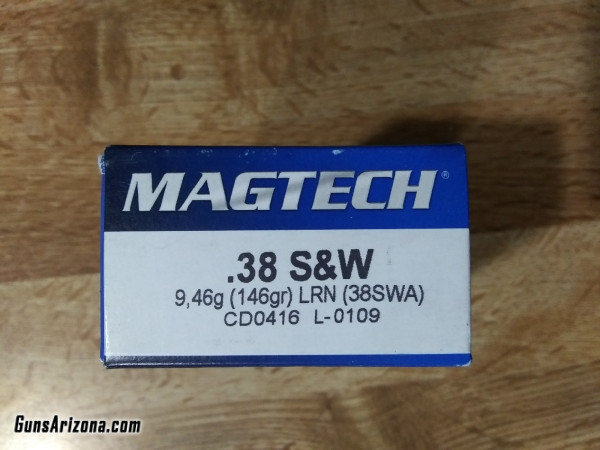 MAGTECH®
.38 S&W
9,46g (146gr) LRN (38SWA)
CD0416 L-0109
GunsArizona.com